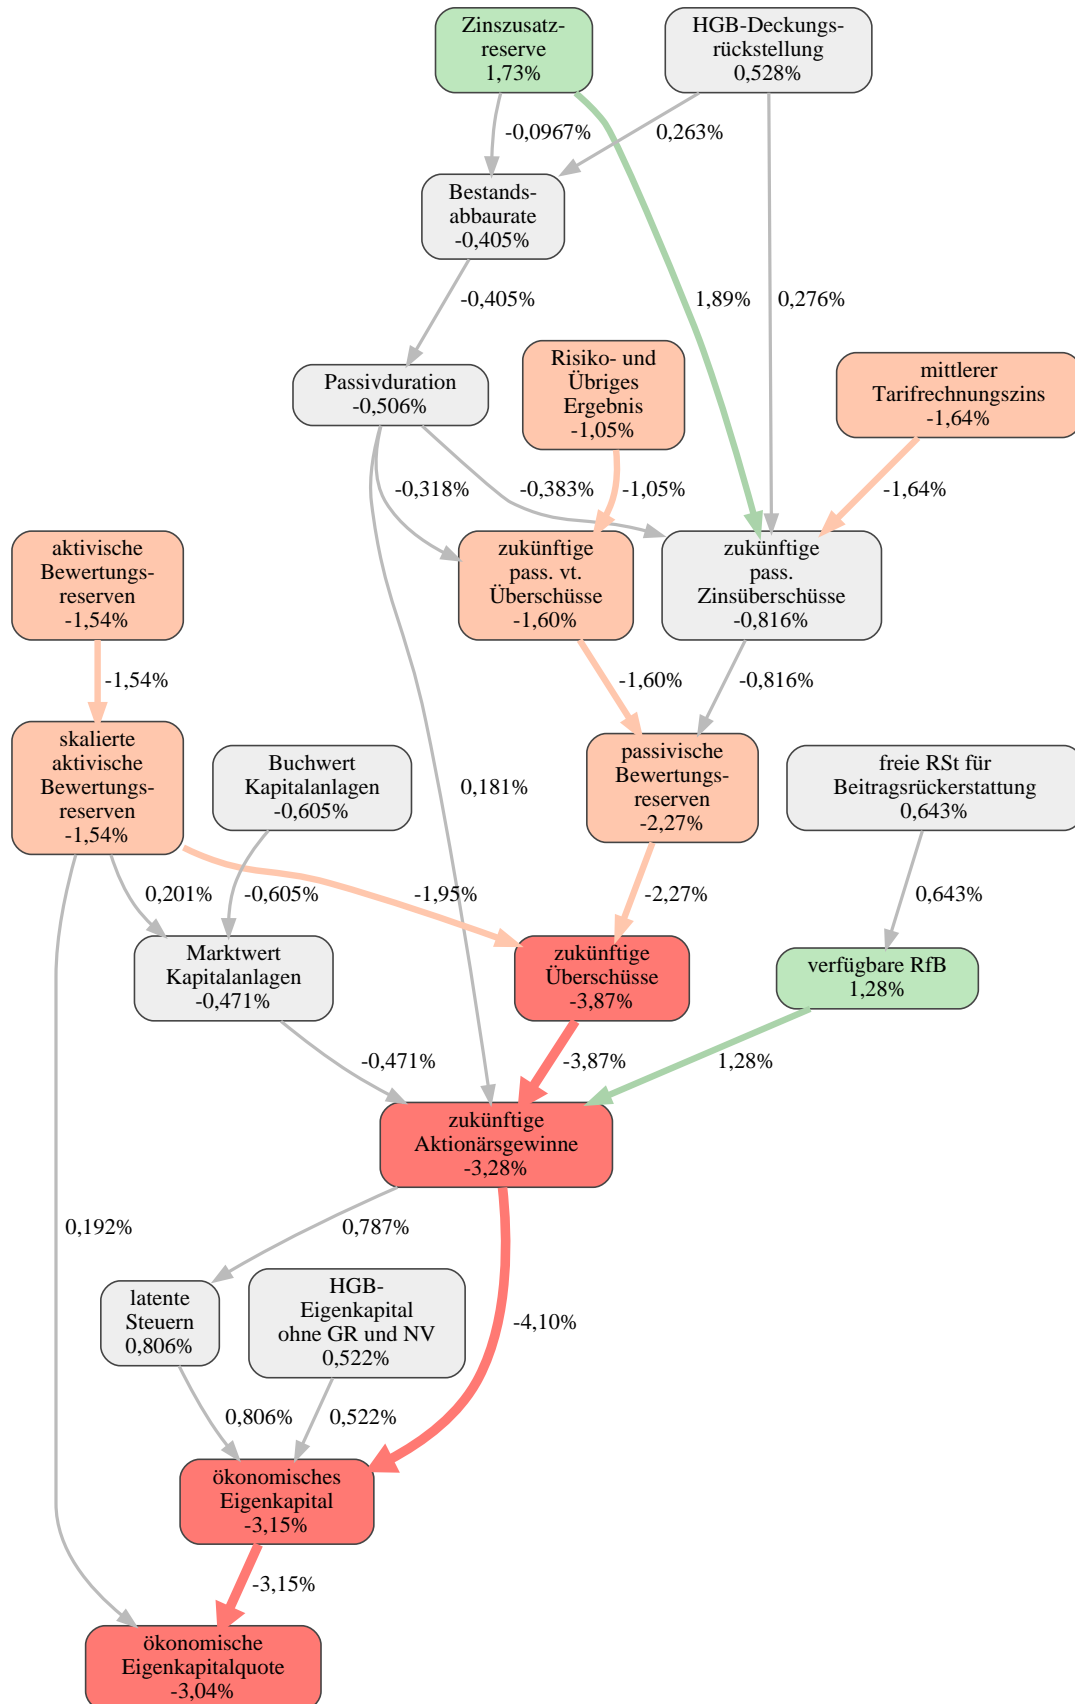 Zinszusatz-
reserve
1,73%
HGB-Deckungs-
rückstellung
0,528%
-0,0967%
0,263%
Bestands-
abbaurate
-0,405%
-0,405%
1,89%
0,276%
Passivduration
-0,506%
Risiko- und
Übriges
Ergebnis
-1,05%
mittlerer
Tarifrechnungszins
-1,64%
-0,318%
-0,383%
-1,05%
-1,64%
aktivische
Bewertungs-
reserven
-1,54%
zukünftige
pass. vt.
Überschüsse
-1,60%
zukünftige
pass.
Zinsüberschüsse
-0,816%
-1,54%
-1,60%
-0,816%
skalierte
aktivische
Bewertungs-
reserven
-1,54%
Buchwert
Kapitalanlagen
-0,605%
0,181%
passivische
Bewertungs-
reserven
-2,27%
freie RSt für
Beitragsrückerstattung
0,643%
0,201%
-0,605%
-1,95%
-2,27%
0,643%
Marktwert
Kapitalanlagen
-0,471%
zukünftige
Überschüsse
-3,87%
verfügbare RfB
1,28%
-0,471%
-3,87%
1,28%
zukünftige
Aktionärsgewinne
-3,28%
0,192%
0,787%
-4,10%
latente
Steuern
0,806%
HGB-
Eigenkapital
ohne GR und NV
0,522%
0,806%
0,522%
ökonomisches
Eigenkapital
-3,15%
-3,15%
ökonomische
Eigenkapitalquote
-3,04%